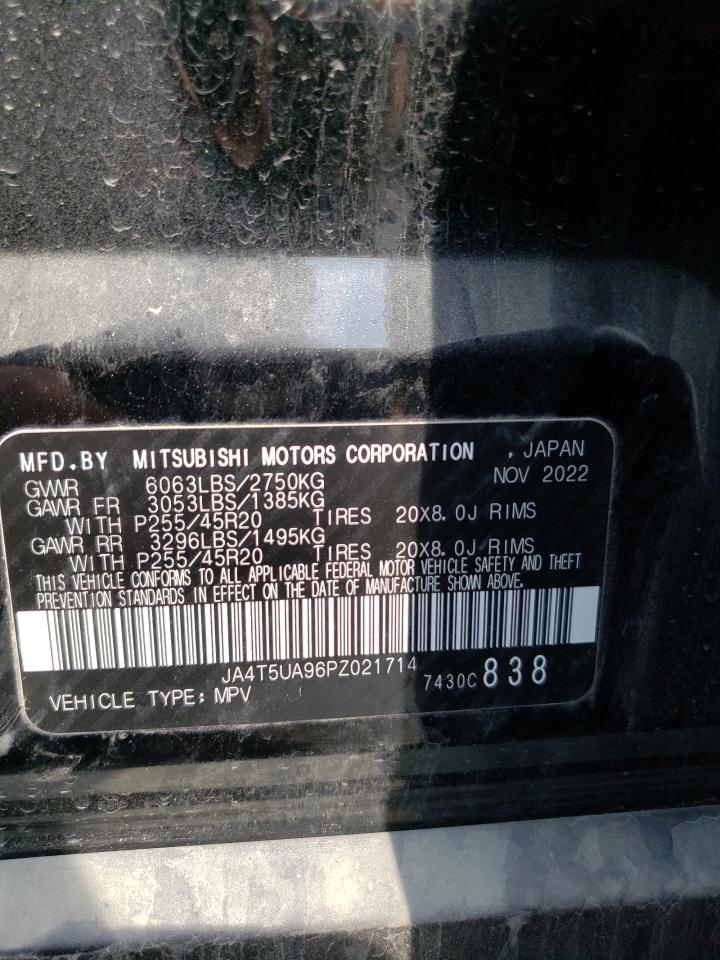 MFD.BY MITSUBISHI MOTORS CORPORATION , JAPAN
NOV 2022
GVWR 6063LBS/2750KG
GAWR FR 3053LBS/1385KG
WITH P255/45R20 TIRES 20X8.0J RIMS
GAWR RR 3296LBS/1495KG
WITH P255/45R20 TIRES 20X8.0J RIMS
THIS VEHICLE CONFORMS TO ALL APPLICABLE FEDERAL MOTOR VEHICLE SAFETY AND THEFT
PREVENTION STANDARDS IN EFFECT ON THE DATE OF MANUFACTURE SHOWN ABOVE.
JA4T5UA96PZ021714 7430C 838
VEHICLE TYPE: MPV